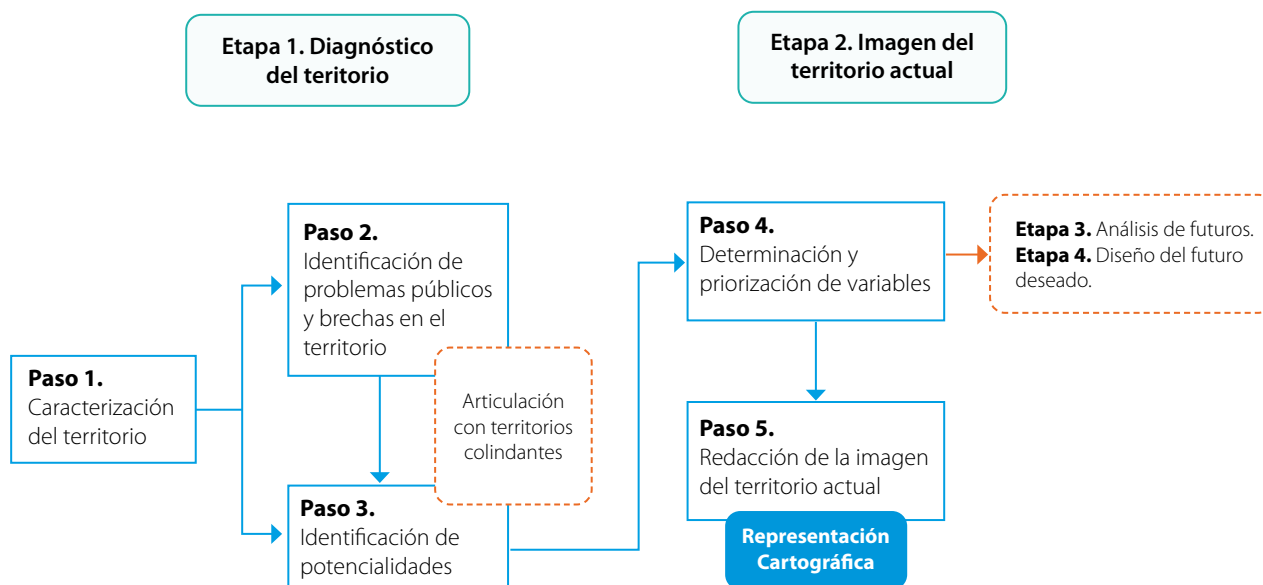 Etapa 1. Diagnóstico
del teritorio
Etapa 2. Imagen del
territorio actual
Paso 1.
Caracterización
del territorio
Paso 2.
Identificación de
problemas públicos
y brechas en el
territorio
Articulación
con territorios
colindantes
Paso 3.
Identificación de
potencialidades
Paso 4.
Determinación y
priorización de variables
Etapa 3. Análisis de futuros.
Etapa 4. Diseño del futuro
deseado.
Paso 5.
Redacción de la imagen
del territorio actual
Representación
Cartográfica